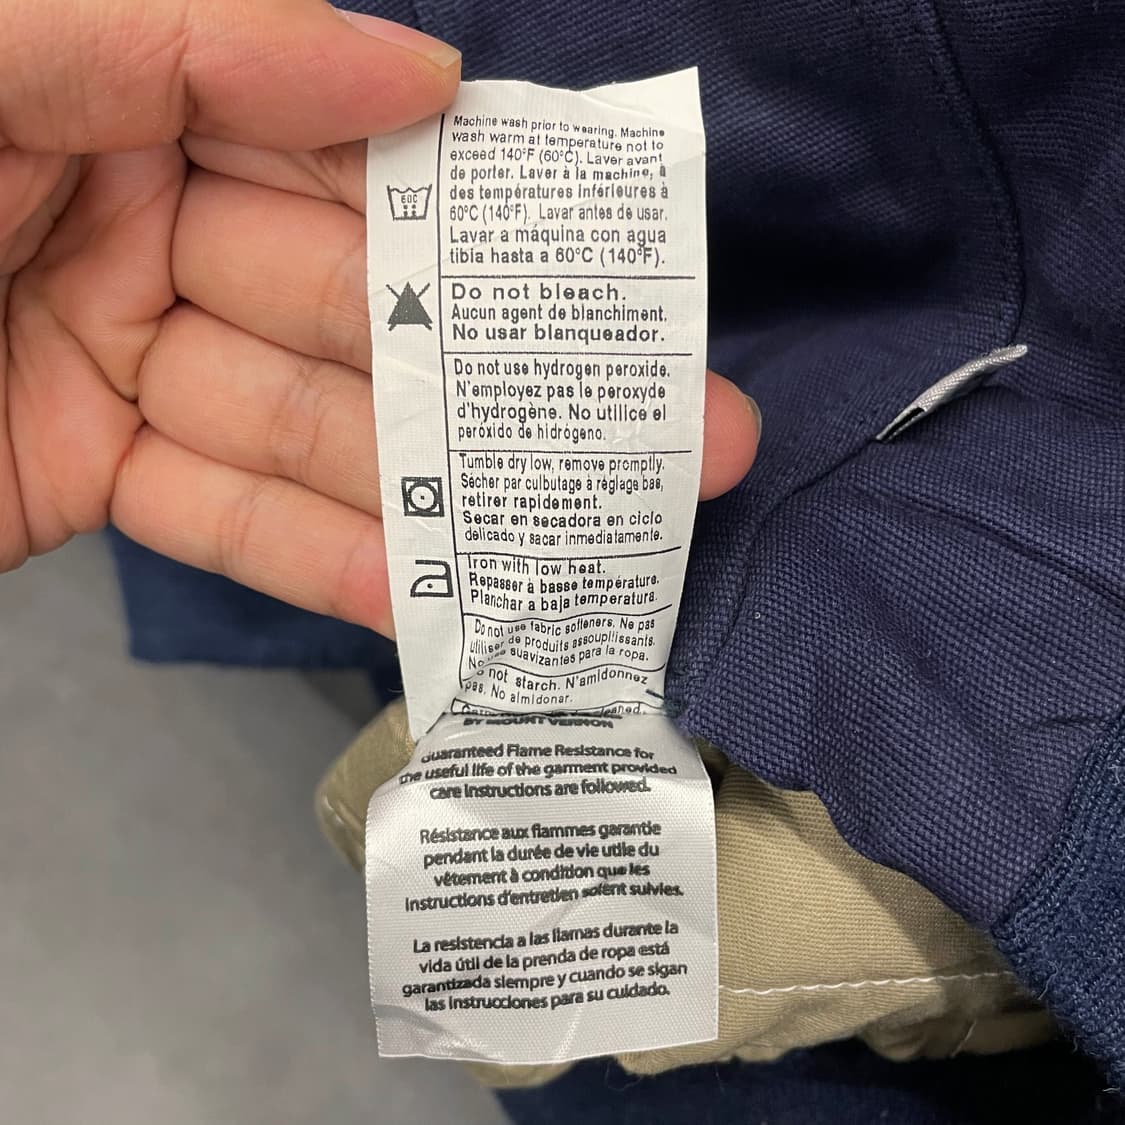 Machine wash prior to wearing. Machine
wash warm at temperature not to
exceed 140°F (60°C). Laver avant
de porter. Laver à la machine, à
des températures inférieures à
60°C (140°F). Lavar antes de usar.
Lavar a máquina con agua
tibia hasta a 60°C (140°F).
60C
Do not bleach.
Aucun agent de blanchiment.
No usar blanqueador.
Do not use hydrogen peroxide.
N'employez pas le peroxyde
d'hydrogène. No utilice el
peróxido de hidrógeno.
Tumble dry low, remove promptly.
Sécher par culbutage à réglage bas,
retirer rapidement.
Secar en secadora en ciclo
delicado y sacar inmediatamente.
Iron with low heat.
Repasser à basse température.
Planchar a baja temperatura.
Do not use fabric softeners. Ne pas
utiliser de produits assouplissants.
No use suavizantes para la ropa.
not starch. N'amidonnez
pas. No almidonar.
BY MOUNT VERNON
Guaranteed Flame Resistance for
the useful life of the garment provided
care instructions are followed.
Résistance aux flammes garantie
pendant la durée de vie utile du
vêtement à condition que les
instructions d'entretien soient suivies.
La resistencia a las llamas durante la
vida útil de la prenda de ropa está
garantizada siempre y cuando se sigan
las instrucciones para su cuidado.